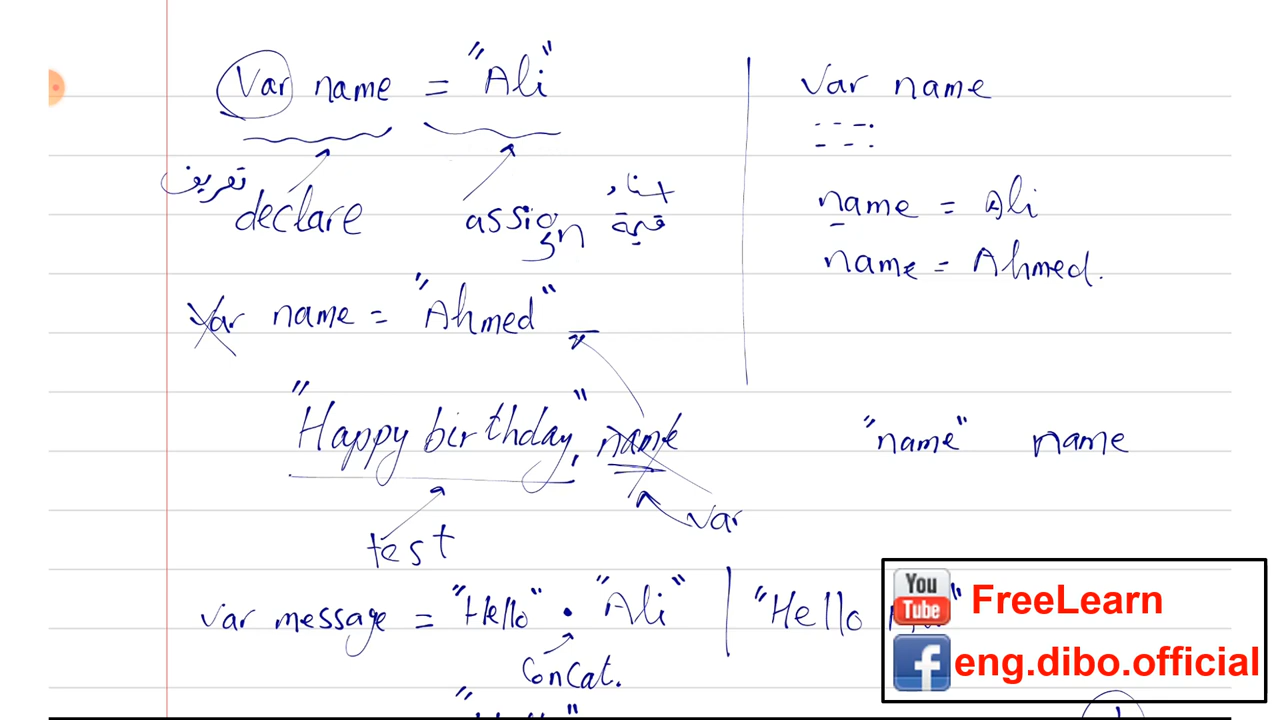 Var name = "Ali"
تعريف declare assign اسناد قيمة
Var name = "Ahmed"
"Happy birthday," name
var
test
var message = "Hello" . "Ali" | "Hello
Concat.
Var name
name = Ali
name = Ahmed.
"name" name
You Tube FreeLearn
eng.dibo.official